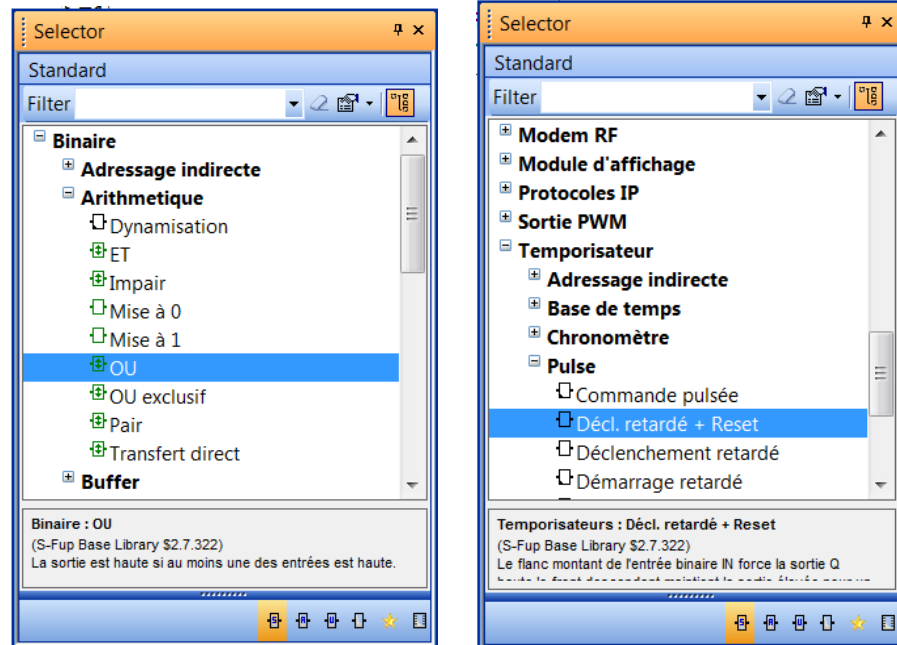 Selector
Standard
Filter
Binaire
Adressage indirecte
Arithmetique
Dynamisation
ET
Impair
Mise à 0
Mise à 1
OU
OU exclusif
Pair
Transfert direct
Buffer
Binaire : OU
(S-Fup Base Library $2.7.322)
La sortie est haute si au moins une des entrées est haute.
Selector
Standard
Filter
Modem RF
Module d'affichage
Protocoles IP
Sortie PWM
Temporisateur
Adressage indirecte
Base de temps
Chronomètre
Pulse
Commande pulsée
Décl. retardé + Reset
Déclenchement retardé
Démarrage retardé
Temporisateurs : Décl. retardé + Reset
(S-Fup Base Library $2.7.322)
Le flanc montant de l'entrée binaire IN force la sortie Q